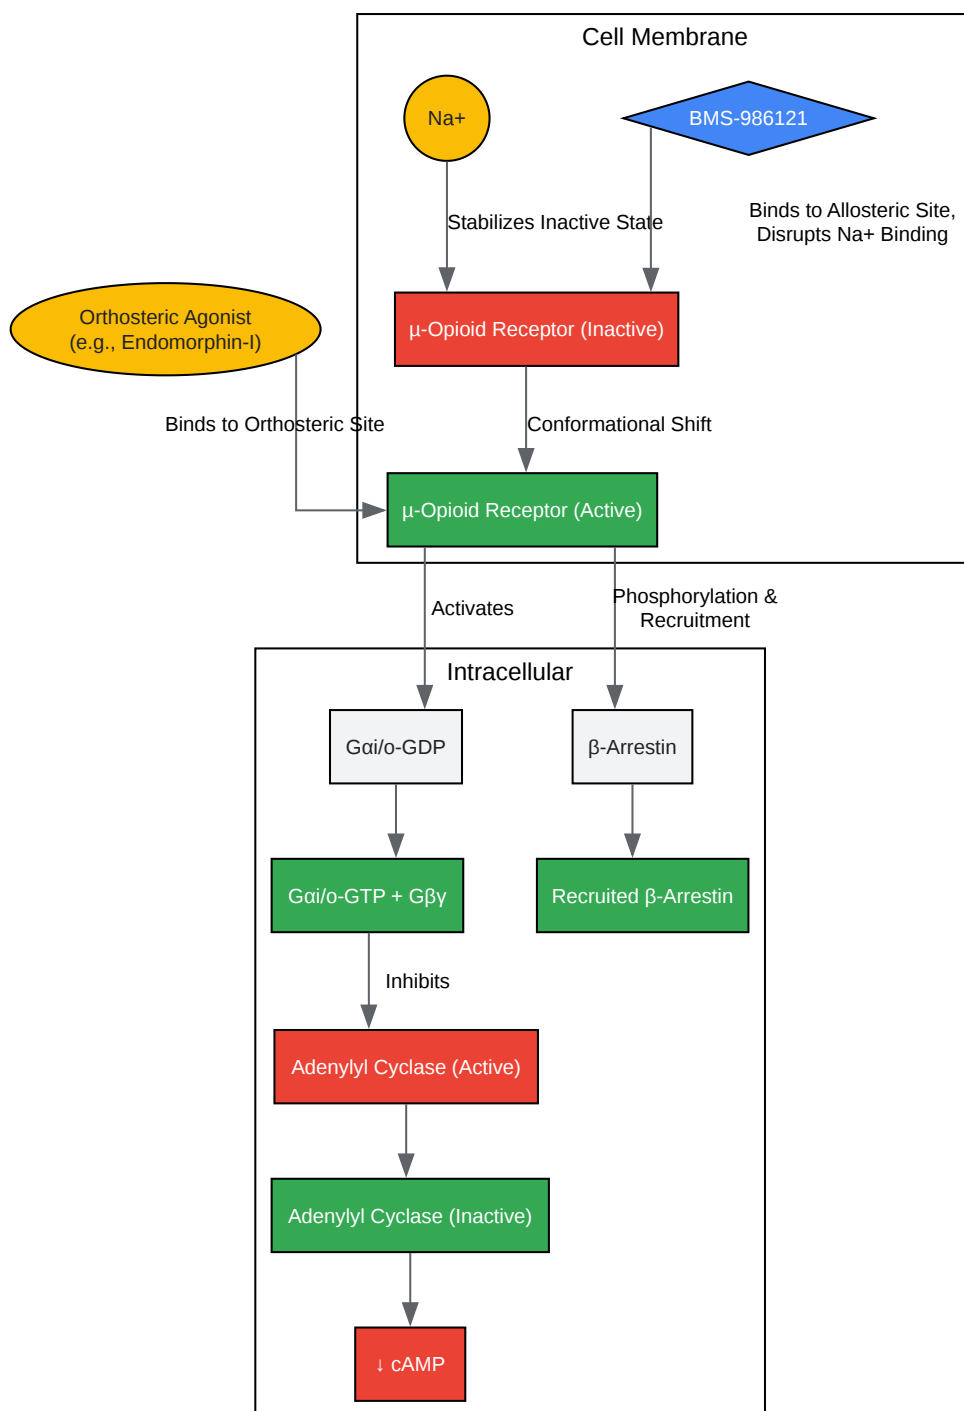 Cell Membrane
Na+
BMS-986121
Stabilizes Inactive State
Binds to Allosteric Site,
Disrupts Na+ Binding
Orthosteric Agonist
(e.g., Endomorphin-I)
µ-Opioid Receptor (Inactive)
Binds to Orthosteric Site
Conformational Shift
µ-Opioid Receptor (Active)
Activates
Phosphorylation &
Recruitment
Intracellular
Gαi/o-GDP
β-Arrestin
Gαi/o-GTP + Gβγ
Recruited β-Arrestin
Inhibits
Adenylyl Cyclase (Active)
Adenylyl Cyclase (Inactive)
↓ cAMP